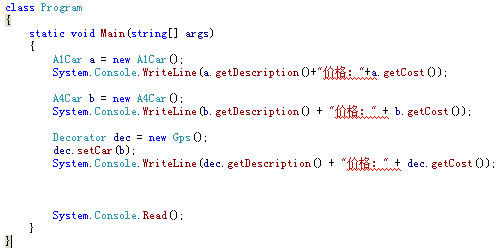 class Program
{
static void Main(string[] args)
{
A1Car a = new A1Car();
System.Console.WriteLine(a.getDescription()+"价格："+a.getCost());
A4Car b = new A4Car();
System.Console.WriteLine(b.getDescription() + "价格：" + b.getCost());
Decorator dec = new Gps();
dec.setCar(b);
System.Console.WriteLine(dec.getDescription() + "价格：" + dec.getCost());
System.Console.Read();
}
}